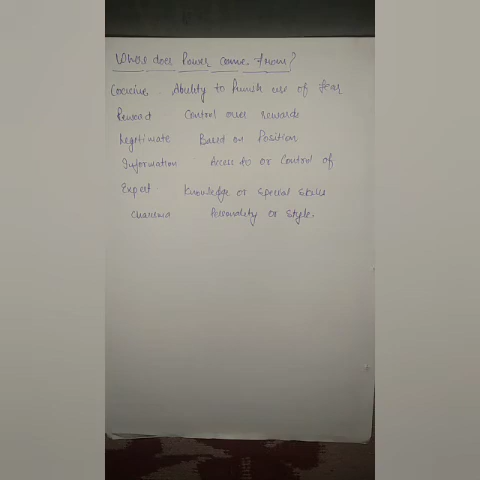 Where does Power come from?
Coercive Ability to Punish use of fear
Reward Control over rewards
Legitimate Based on Position
Information Access to or Control of
Expert Knowledge or special skills
Charisma Personality or style.